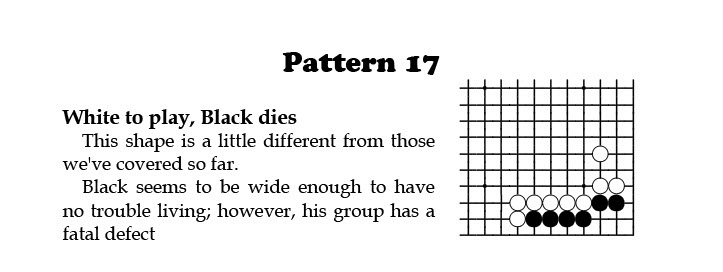 Pattern 17
White to play, Black dies
This shape is a little different from those
we've covered so far.
Black seems to be wide enough to have
no trouble living; however, his group has a
fatal defect